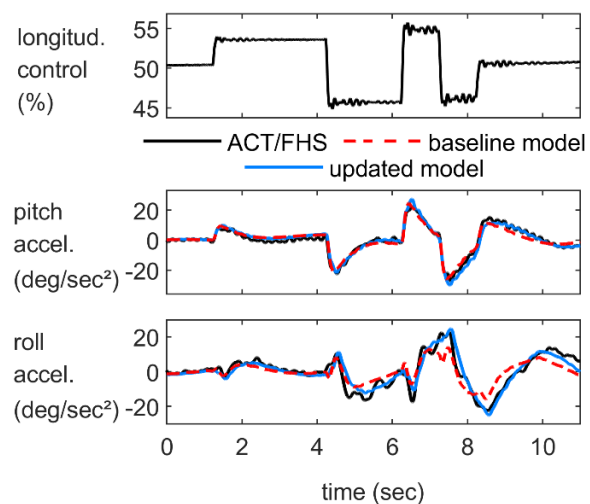 longitud.
control
(%)
55
50
45
ACT/FHS
baseline model
updated model
pitch
accel.
(deg/sec²)
20
0
-20
roll
accel.
(deg/sec²)
20
0
-20
0 2 4 6 8 10
time (sec)